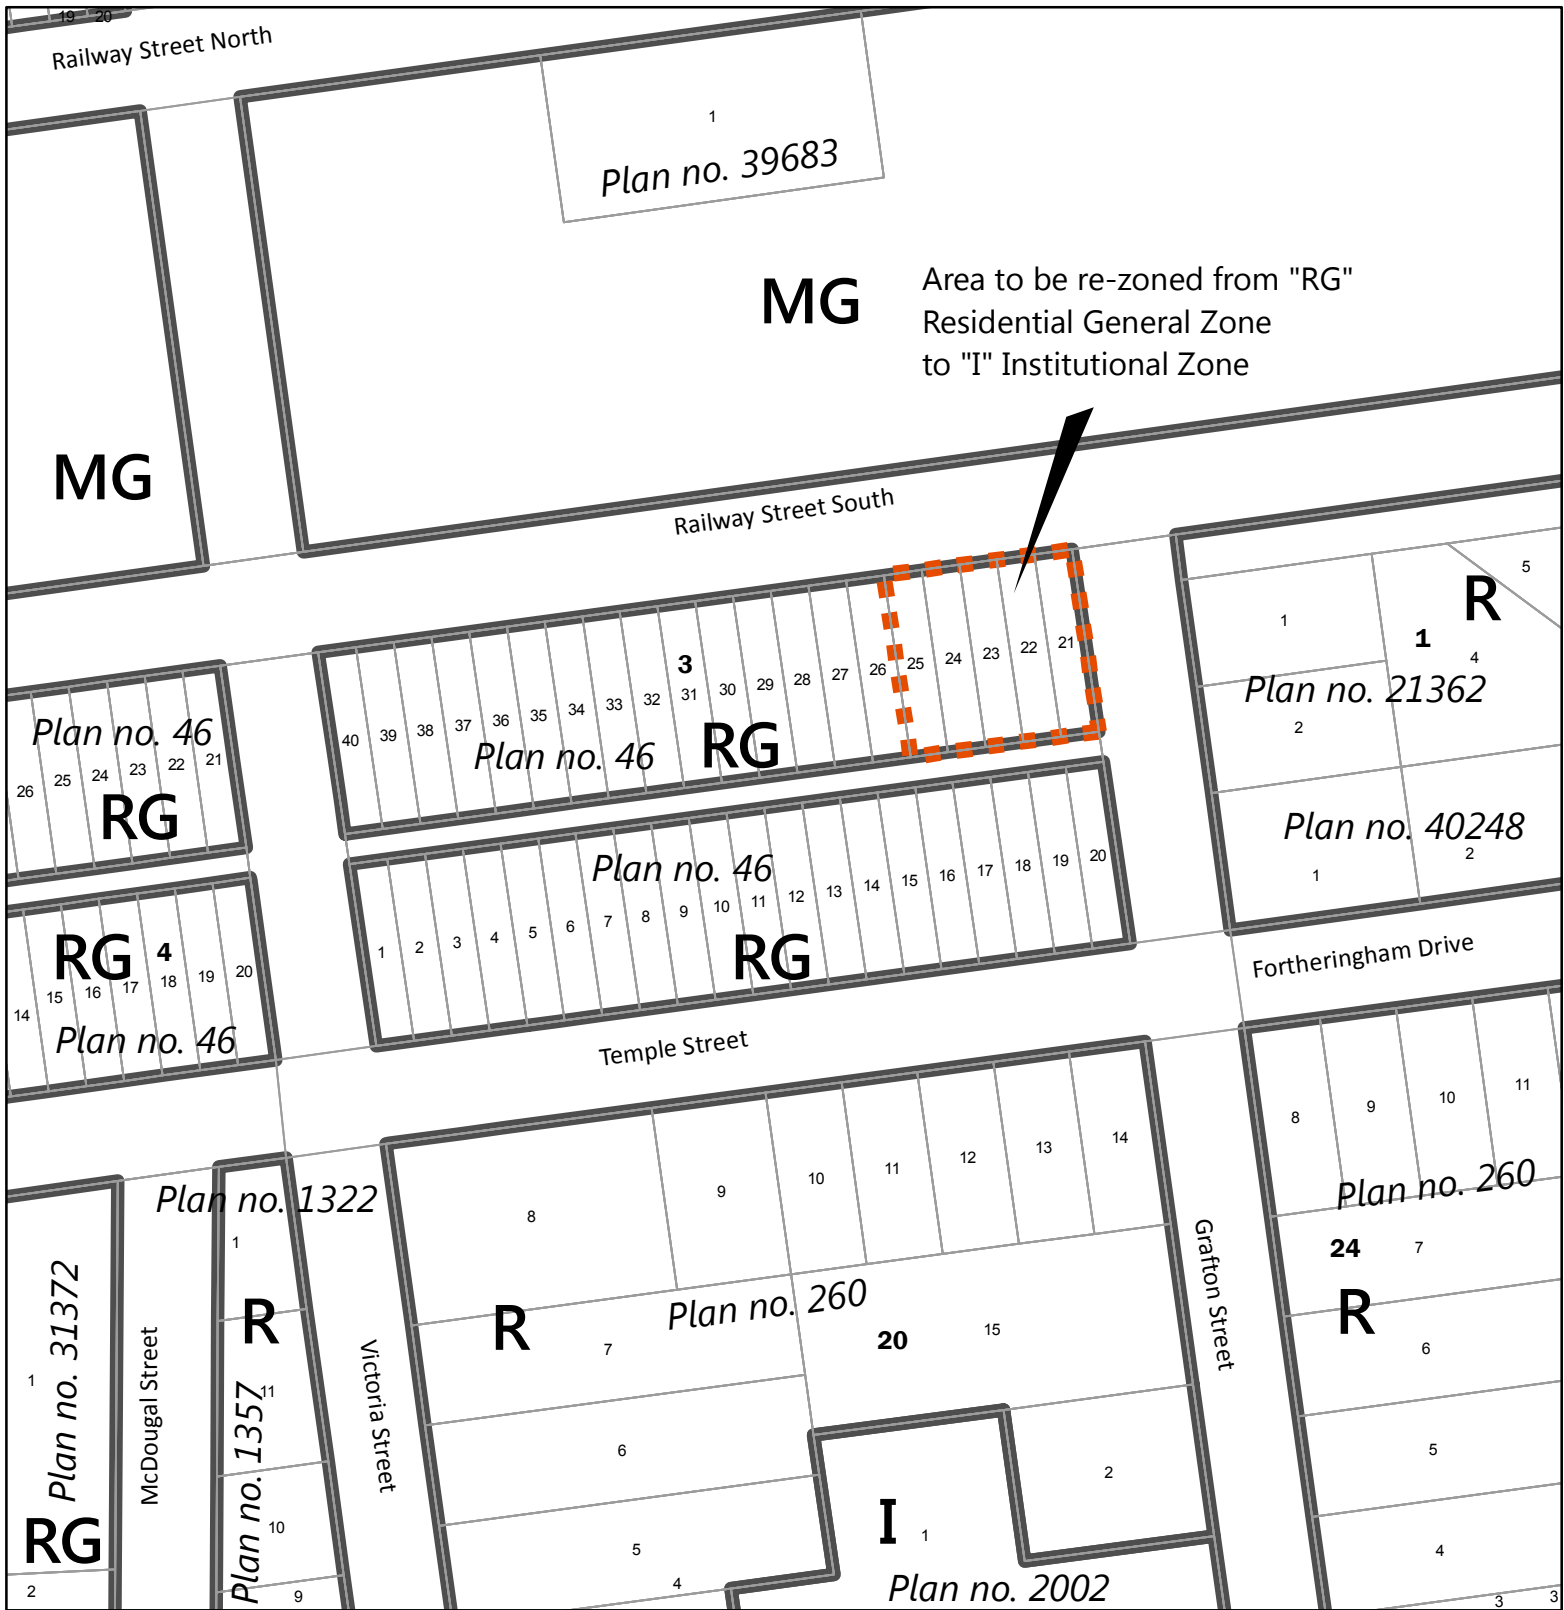 19 20
Railway Street North
1
Plan no. 39683
MG
Area to be re-zoned from "RG"
Residential General Zone
to "I" Institutional Zone
MG
Railway Street South
5
R
1
1
4
Plan no. 21362
2
3
40 39 38 37 36 35 34 33 32 31 30 29 28 27 26 25 24 23 22 21
Plan no. 46
RG
Plan no. 46
26 25 24 23 22 21
RG
Plan no. 40248
1 2
Plan no. 46
1 2 3 4 5 6 7 8 9 10 11 12 13 14 15 16 17 18 19 20
RG
RG 4
14 15 16 17 18 19 20
Plan no. 46
Fortheringham Drive
Temple Street
8 9 10 11 12 13 14
8 9 10 11
Plan no. 260
24 7
R
6
5
4
3 3
Plan no. 1322
1
R
11
Plan no. 1357
10
9
Plan no. 31372
1
RG
2
McDougal Street
Victoria Street
Grafton Street
Plan no. 260
R
7
20 15
6
2
5
4
I 1
Plan no. 2002